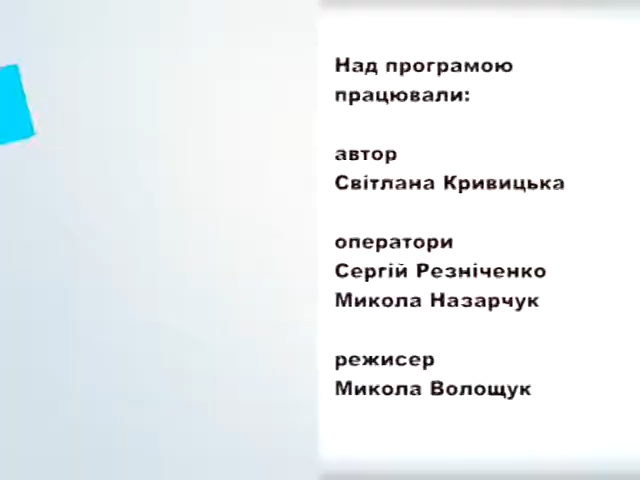 Над програмою
працювали:
автор
Світлана Кривицька
оператори
Сергій Резніченко
Микола Назарчук
режисер
Микола Волощук